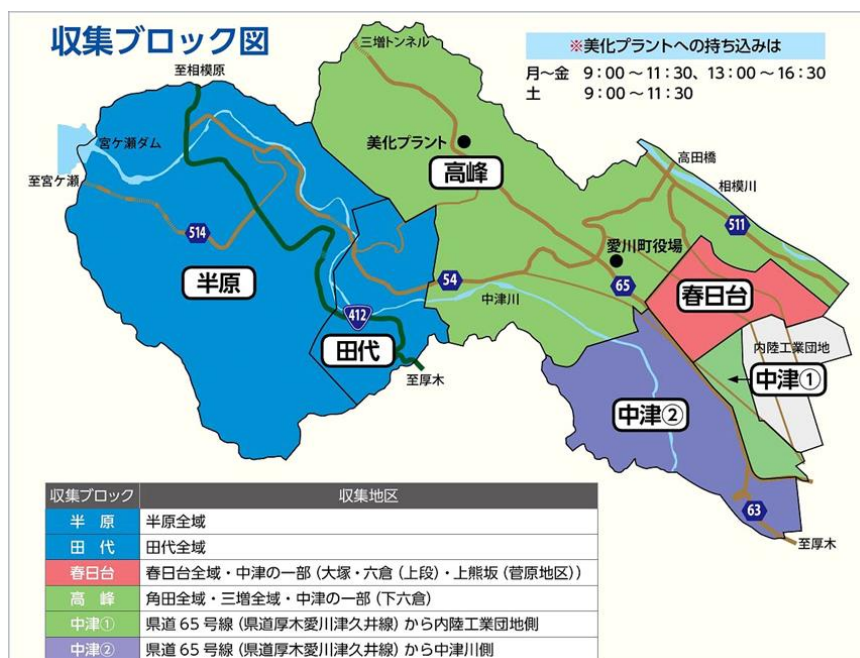 収集ブロック図
※美化プラントへの持ち込みは
月～金 9：00～11：30、13：00～16：30
土 9：00～11：30
三増トンネル
至相模原
美化プラント
高峰
高田橋
宮ケ瀬ダム
至宮ケ瀬
相模川
514
511
愛川町役場
半原
54
65
春日台
中津川
412
田代
内陸工業団地
至厚木
中津①
中津②
63
至厚木
収集ブロック 収集地区
半 原 半原全域
田 代 田代全域
春日台 春日台全域・中津の一部（大塚・六倉（上段）・上熊坂（菅原地区））
高 峰 角田全域・三増全域・中津の一部（下六倉）
中津① 県道65号線（県道厚木愛川津久井線）から内陸工業団地側
中津② 県道65号線（県道厚木愛川津久井線）から中津川側